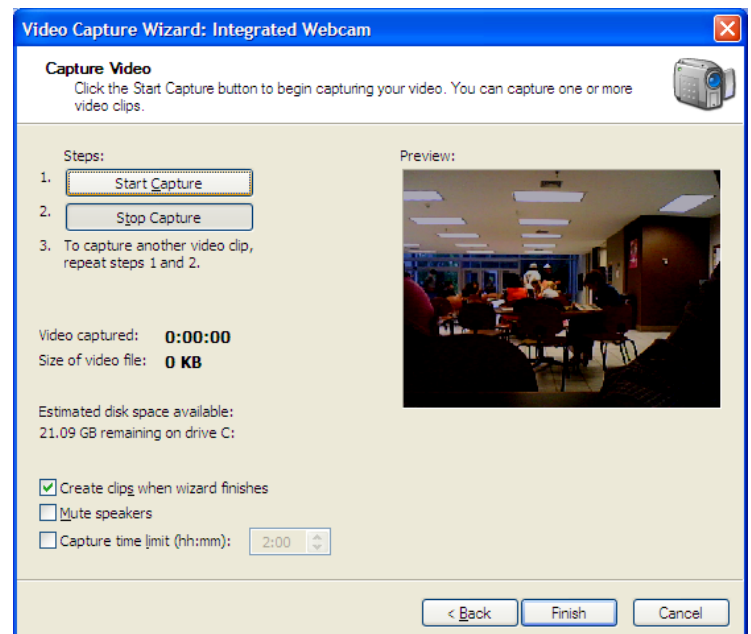 Video Capture Wizard: Integrated Webcam
Capture Video
Click the Start Capture button to begin capturing your video. You can capture one or more
video clips.
Steps:
Preview:
1. Start Capture
2. Stop Capture
3. To capture another video clip,
repeat steps 1 and 2.
Video captured: 0:00:00
Size of video file: 0 KB
Estimated disk space available:
21.09 GB remaining on drive C:
Create clips when wizard finishes
Mute speakers
Capture time limit (hh:mm): 2:00
< Back Finish Cancel